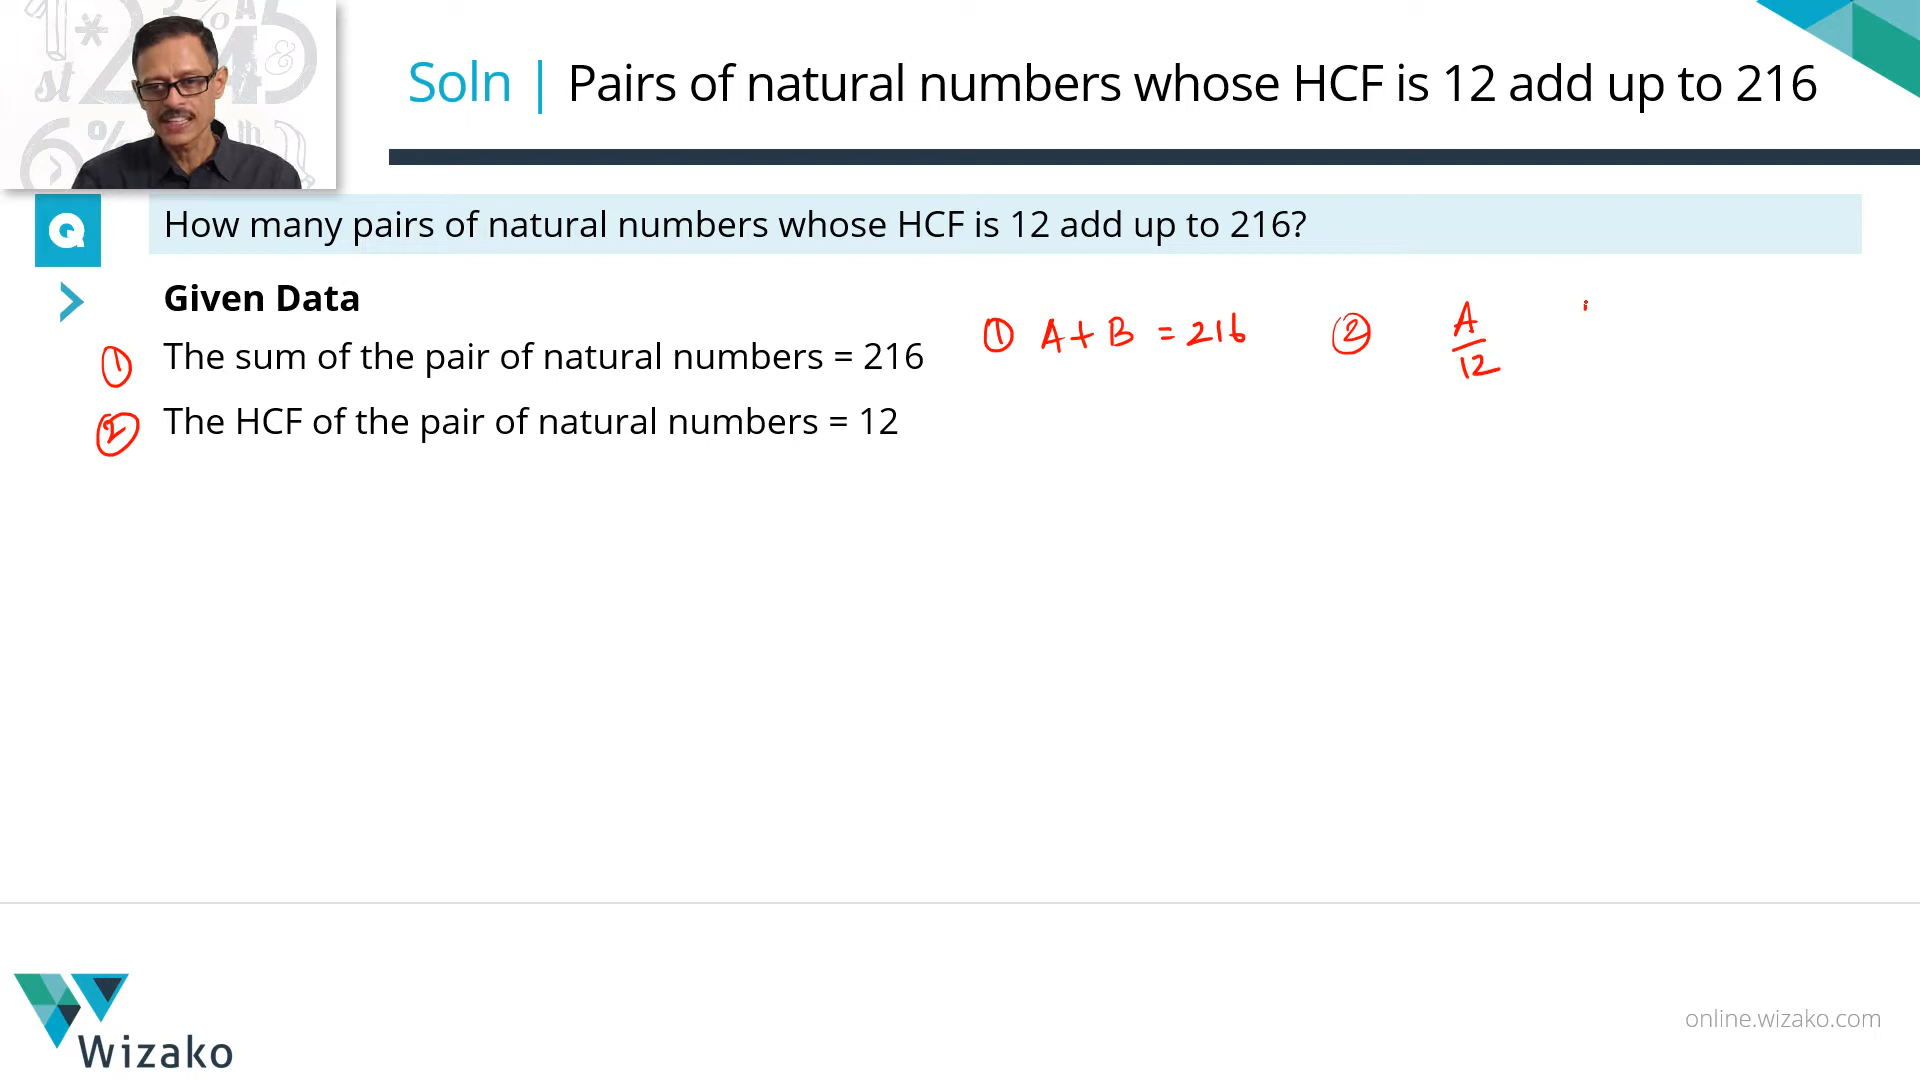 Soln | Pairs of natural numbers whose HCF is 12 add up to 216
Q
How many pairs of natural numbers whose HCF is 12 add up to 216?
Given Data
① The sum of the pair of natural numbers = 216
② The HCF of the pair of natural numbers = 12
① A + B = 216
② A/12
Wizako
online.wizako.com